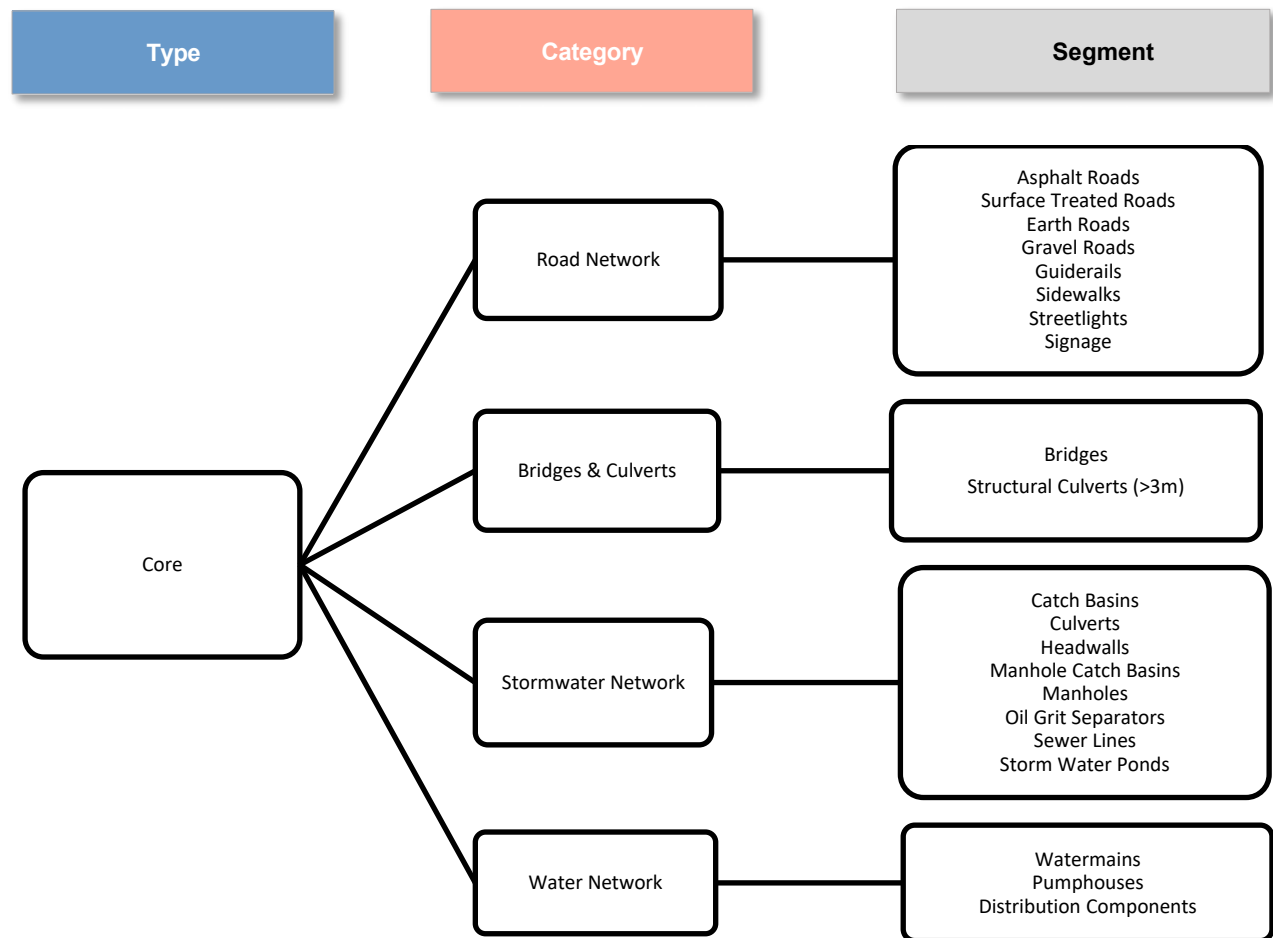 Type
Category
Segment
Core
Road Network
Asphalt Roads
Surface Treated Roads
Earth Roads
Gravel Roads
Guiderails
Sidewalks
Streetlights
Signage
Bridges & Culverts
Bridges
Structural Culverts (>3m)
Stormwater Network
Catch Basins
Culverts
Headwalls
Manhole Catch Basins
Manholes
Oil Grit Separators
Sewer Lines
Storm Water Ponds
Water Network
Watermains
Pumphouses
Distribution Components